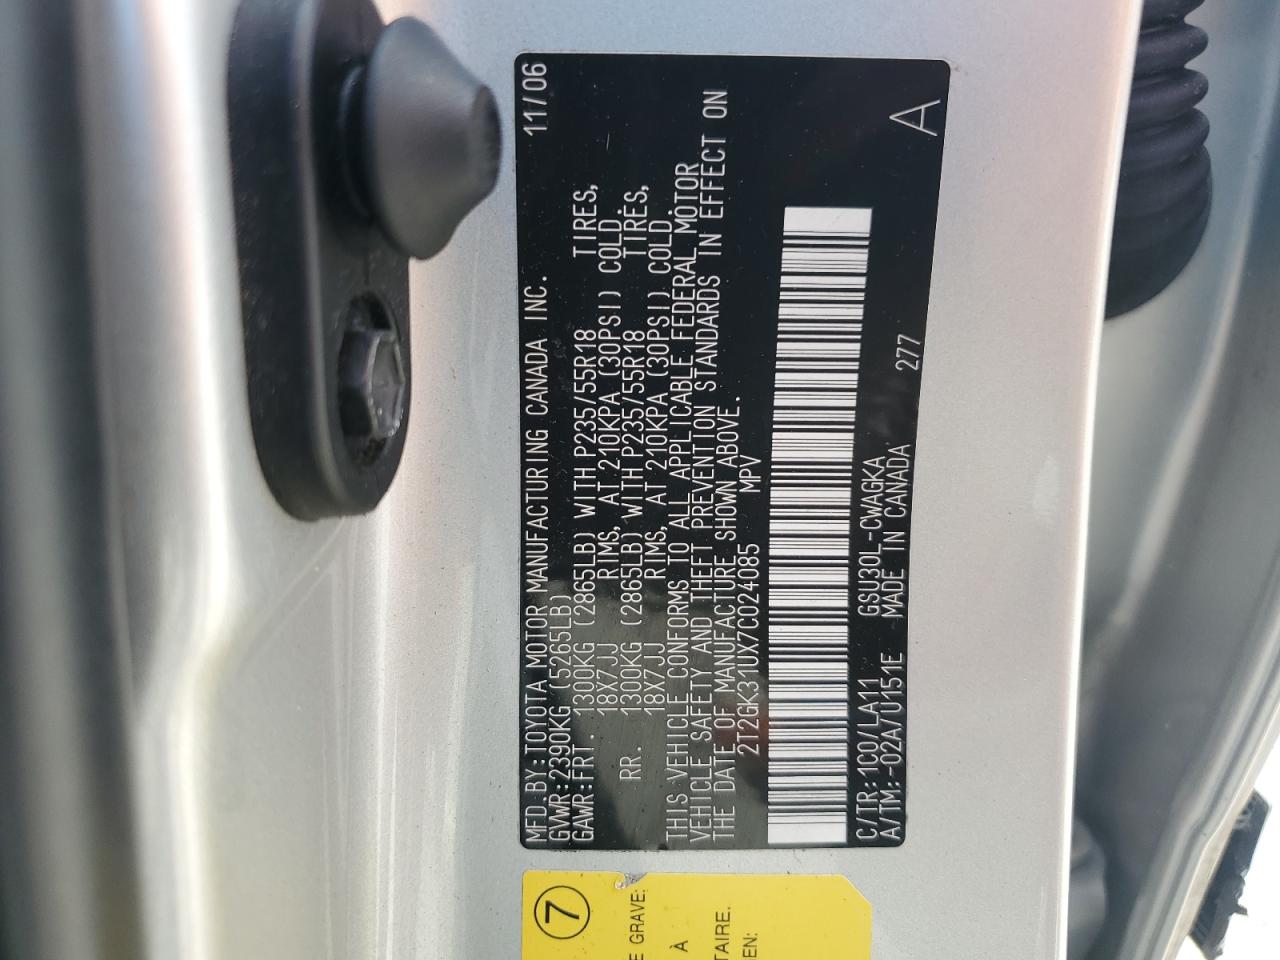 MFD.BY:TOYOTA MOTOR MANUFACTURING CANADA INC. 11/06
GVWR:2390KG (5265LB)
GAWR:FRT. 1300KG (2865LB) WITH P235/55R18 TIRES,
18X7JJ RIMS, AT 210KPA (30PSI) COLD.
RR. 1300KG (2865LB) WITH P235/55R18 TIRES,
18X7JJ RIMS, AT 210KPA (30PSI) COLD.
THIS VEHICLE CONFORMS TO ALL APPLICABLE FEDERAL MOTOR
VEHICLE SAFETY AND THEFT PREVENTION STANDARDS IN EFFECT ON
THE DATE OF MANUFACTURE SHOWN ABOVE.
2T2GK31UX7C024085 MPV
C/TR:1C0/LA11 GSU30L-CWAGKA 277 A
A/TM:-02A/U151E MADE IN CANADA
7
E GRAVE:
À
TAIRE.
EN: